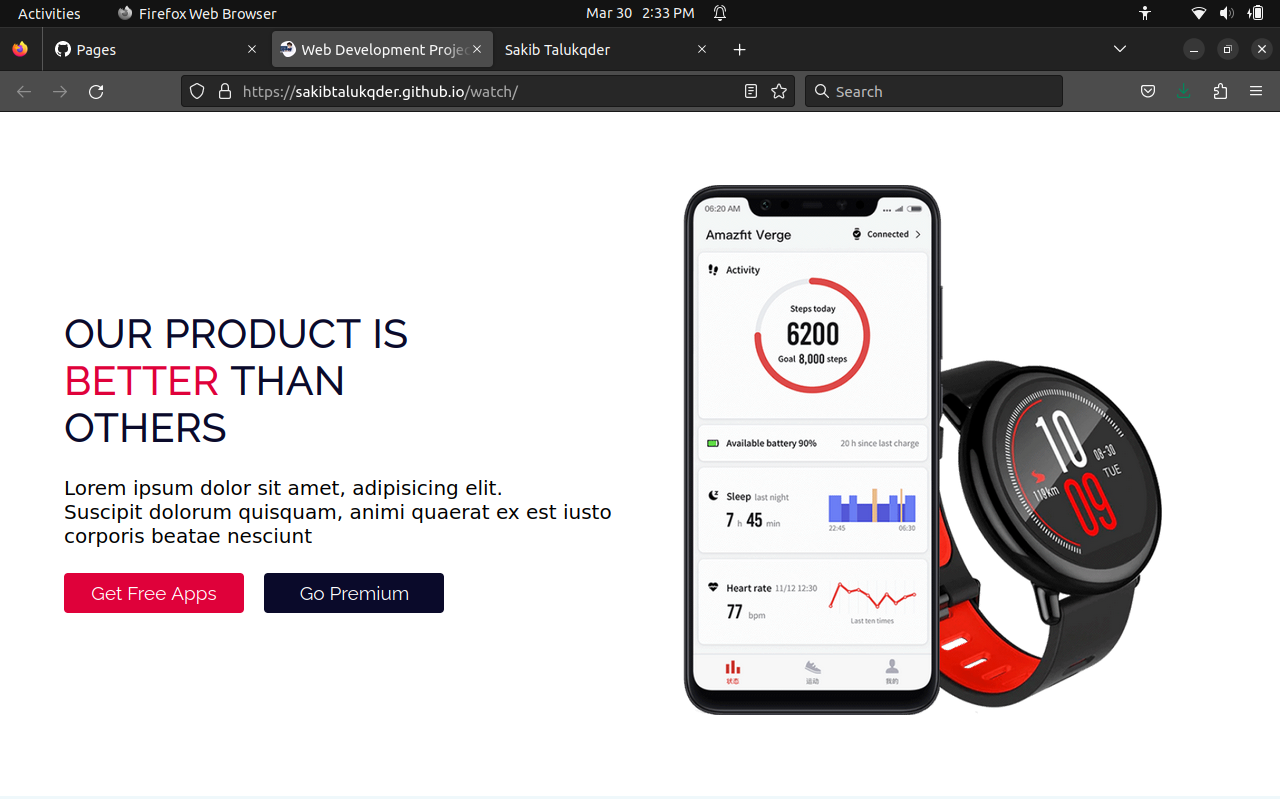 Activities
Firefox Web Browser
Mar 30 2:33 PM
Pages
Web Development Projec
Sakib Talukqder
https://sakibtalukqder.github.io/watch/
Search
OUR PRODUCT IS
BETTER THAN
OTHERS
Lorem ipsum dolor sit amet, adipisicing elit.
Suscipit dolorum quisquam, animi quaerat ex est iusto
corporis beatae nesciunt
Get Free Apps
Go Premium
06:20 AM
Amazfit Verge
Connected
Activity
Steps today
6200
Goal 8,000 steps
Available battery 90%
20 h since last charge
Sleep last night
7 h 45 min
22:45
06:30
Heart rate 11/12 12:30
77 bpm
Last ten times
状态
运动
我的
10
08-30
TUE
09